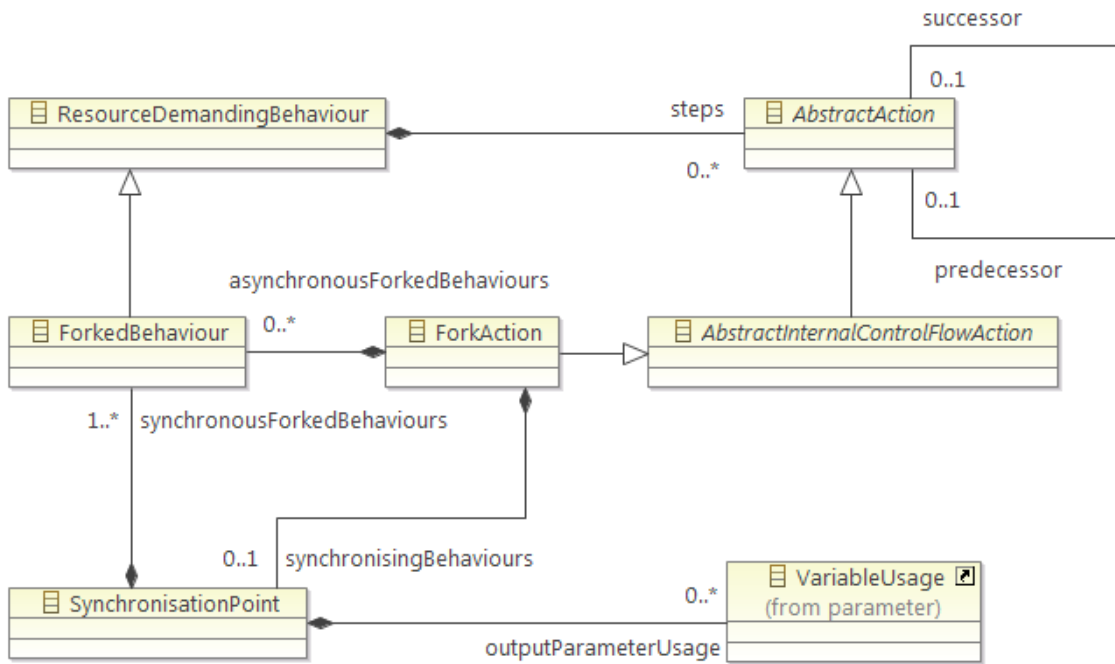 successor
0..1
ResourceDemandingBehaviour
steps
AbstractAction
0..*
0..1
predecessor
asynchronousForkedBehaviours
0..*
ForkedBehaviour
ForkAction
AbstractInternalControlFlowAction
1..*
synchronousForkedBehaviours
0..1
synchronisingBehaviours
SynchronisationPoint
0..*
VariableUsage
(from parameter)
outputParameterUsage